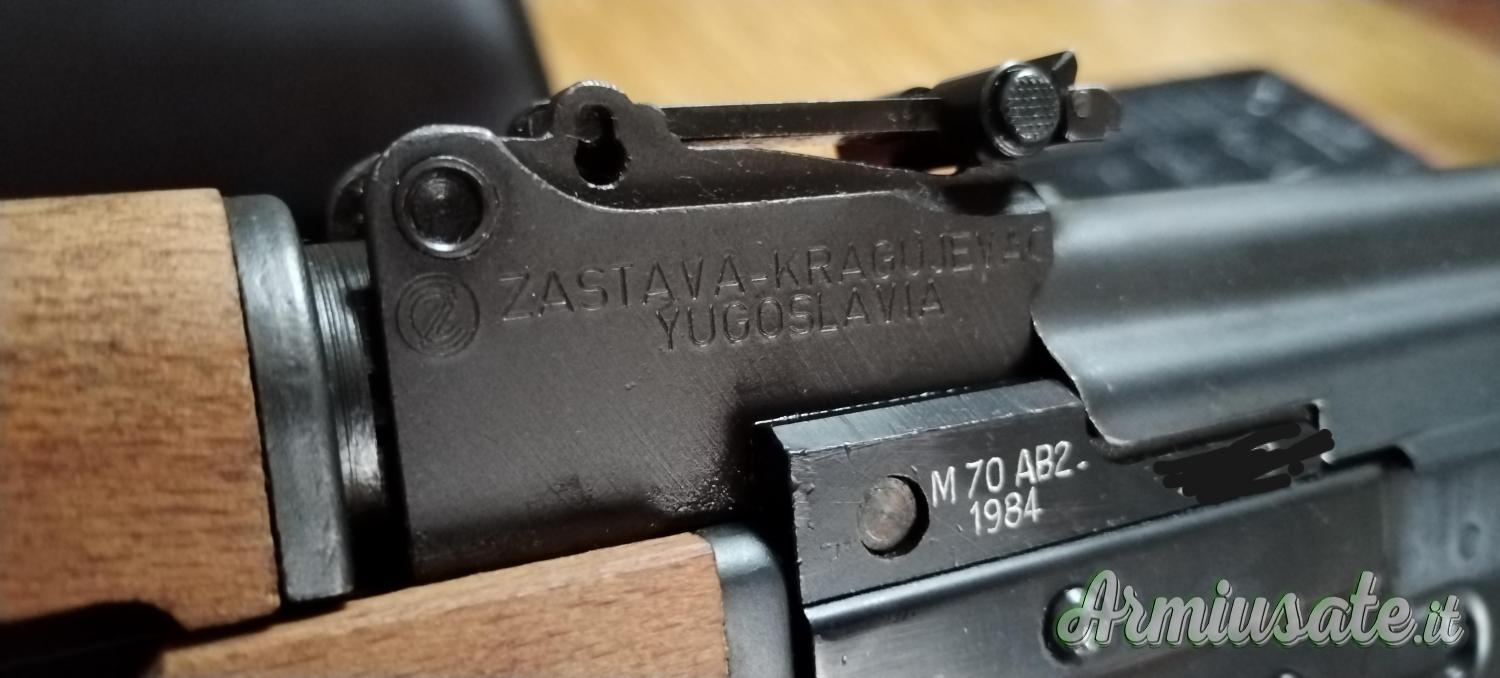 ZASTAVA-KRAGUJEVAC
YUGOSLAVIA
M 70 AB2.
1984
Armiusate.it